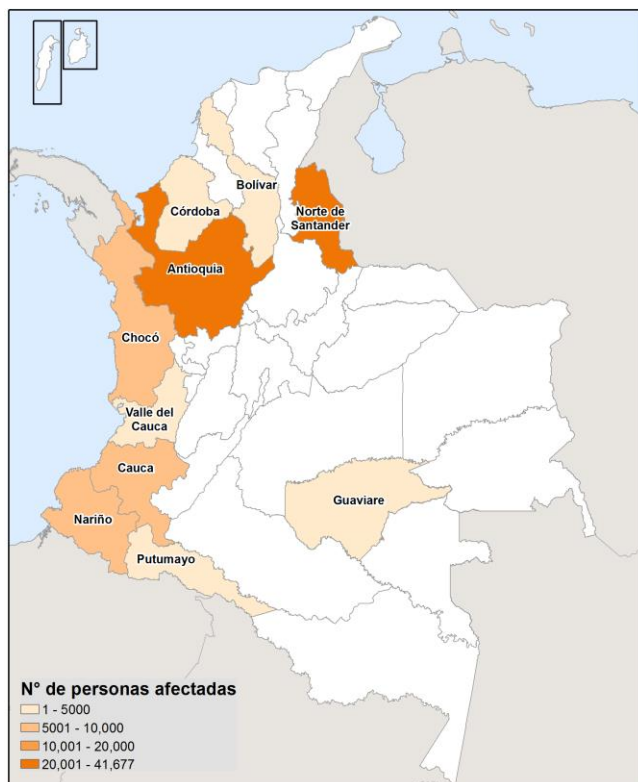 Bolívar
Córdoba
Norte de
Santander
Antioquia
Chocó
Valle del
Cauca
Cauca
Guaviare
Nariño
Putumayo
N° de personas afectadas
1 - 5000
5001 - 10,000
10,001 - 20,000
20,001 - 41,677